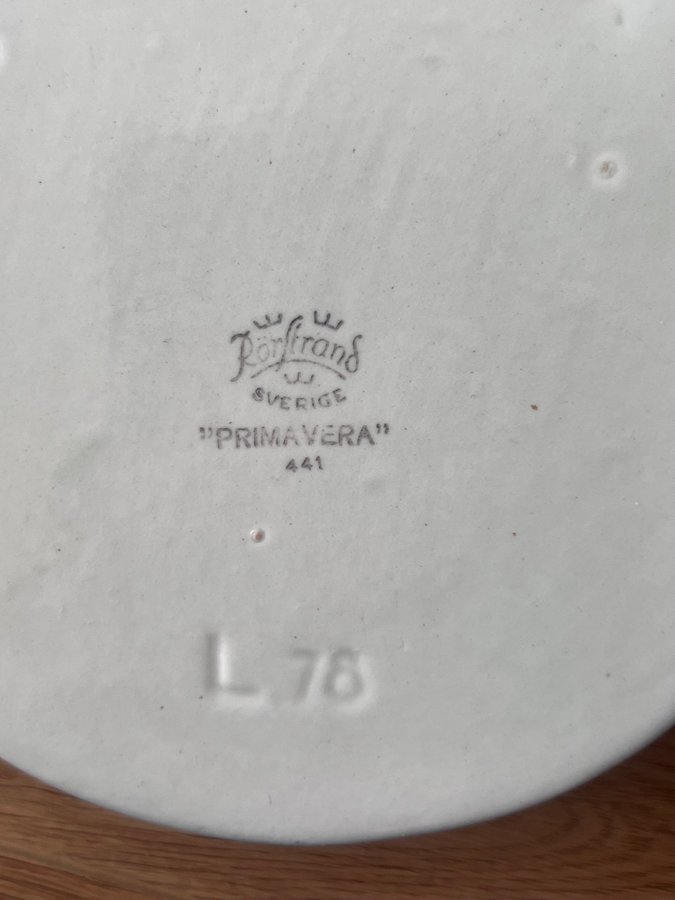 Rörstrand
SVERIGE
"PRIMAVERA"
441
L 78